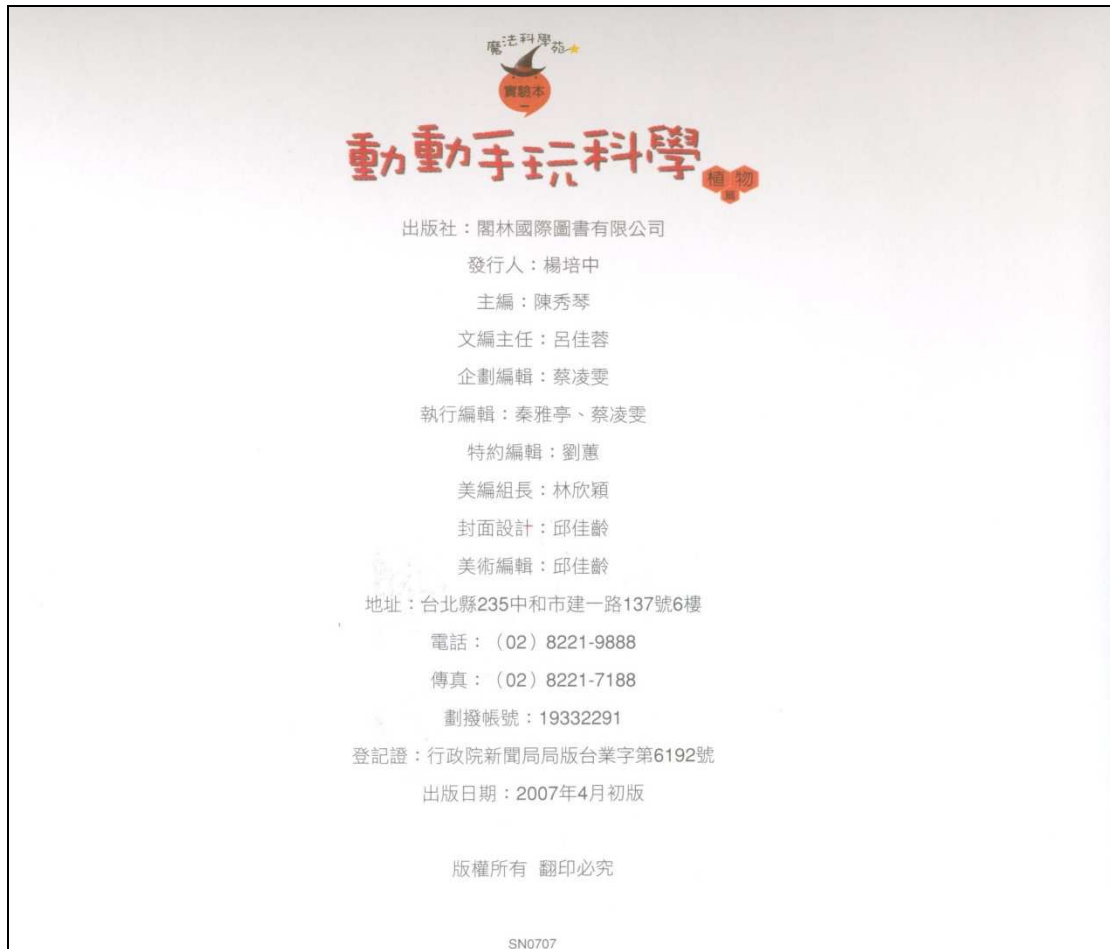 魔法科學苑
實驗本
一
動動手玩科學
植物
篇
出版社：閣林國際圖書有限公司
發行人：楊培中
主編：陳秀琴
文編主任：呂佳蓉
企劃編輯：蔡凌雯
執行編輯：秦雅亭、蔡凌雯
特約編輯：劉蕙
美編組長：林欣穎
封面設計：邱佳齡
美術編輯：邱佳齡
地址：台北縣235中和市建一路137號6樓
電話：（02）8221-9888
傳真：（02）8221-7188
劃撥帳號：19332291
登記證：行政院新聞局局版台業字第6192號
出版日期：2007年4月初版
版權所有 翻印必究
SN0707